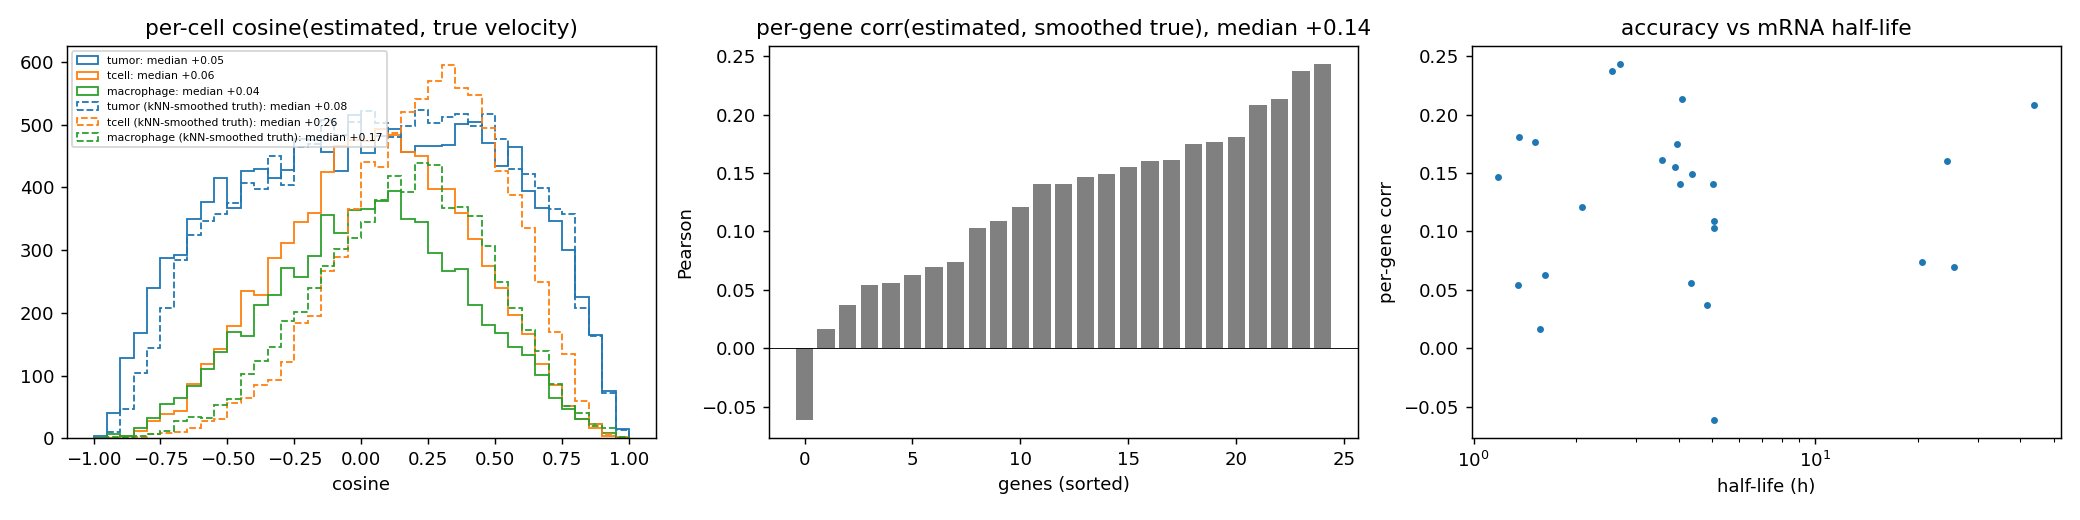 per-cell cosine(estimated, true velocity)
600
500
400
300
200
100
0
tumor: median +0.05
tcell: median +0.06
macrophage: median +0.04
tumor (kNN-smoothed truth): median +0.08
tcell (kNN-smoothed truth): median +0.26
macrophage (kNN-smoothed truth): median +0.17
−1.00 −0.75 −0.50 −0.25 0.00 0.25 0.50 0.75 1.00
cosine
per-gene corr(estimated, smoothed true), median +0.14
Pearson
0.25
0.20
0.15
0.10
0.05
0.00
−0.05
0 5 10 15 20 25
genes (sorted)
accuracy vs mRNA half-life
per-gene corr
0.25
0.20
0.15
0.10
0.05
0.00
−0.05
10⁰ 10¹
half-life (h)